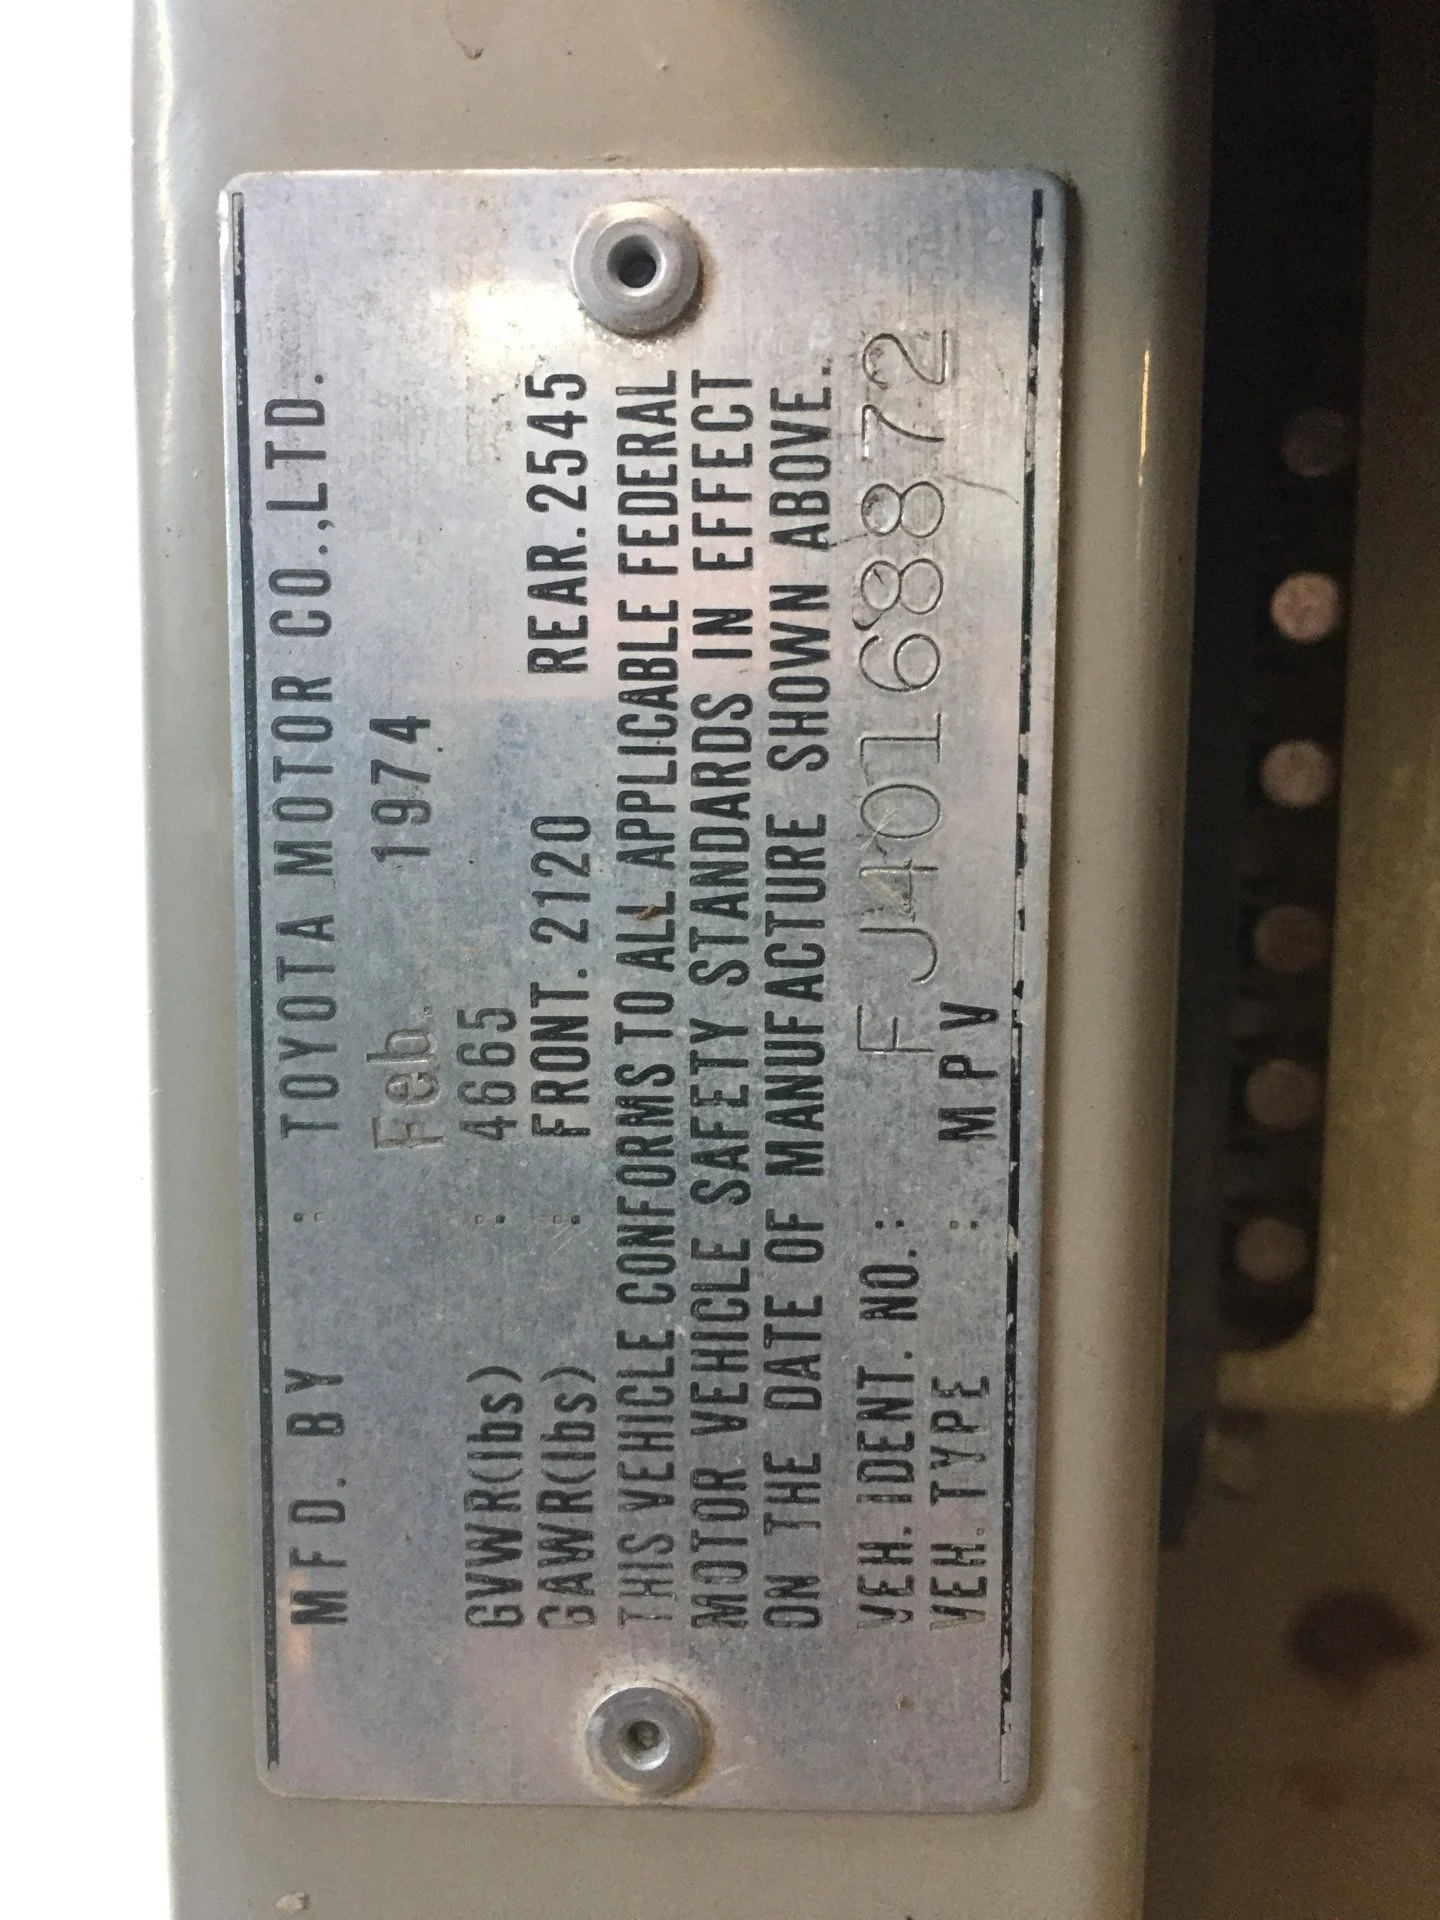 MFD. BY : TOYOTA MOTOR CO.,LTD.
Feb. 1974
GVWR(lbs) : 4665
GAWR(lbs) : FRONT. 2120 REAR. 2545
THIS VEHICLE CONFORMS TO ALL APPLICABLE FEDERAL
MOTOR VEHICLE SAFETY STANDARDS IN EFFECT
ON THE DATE OF MANUFACTURE SHOWN ABOVE.
VEH. IDENT. NO. : FJ40168872
VEH. TYPE : MPV